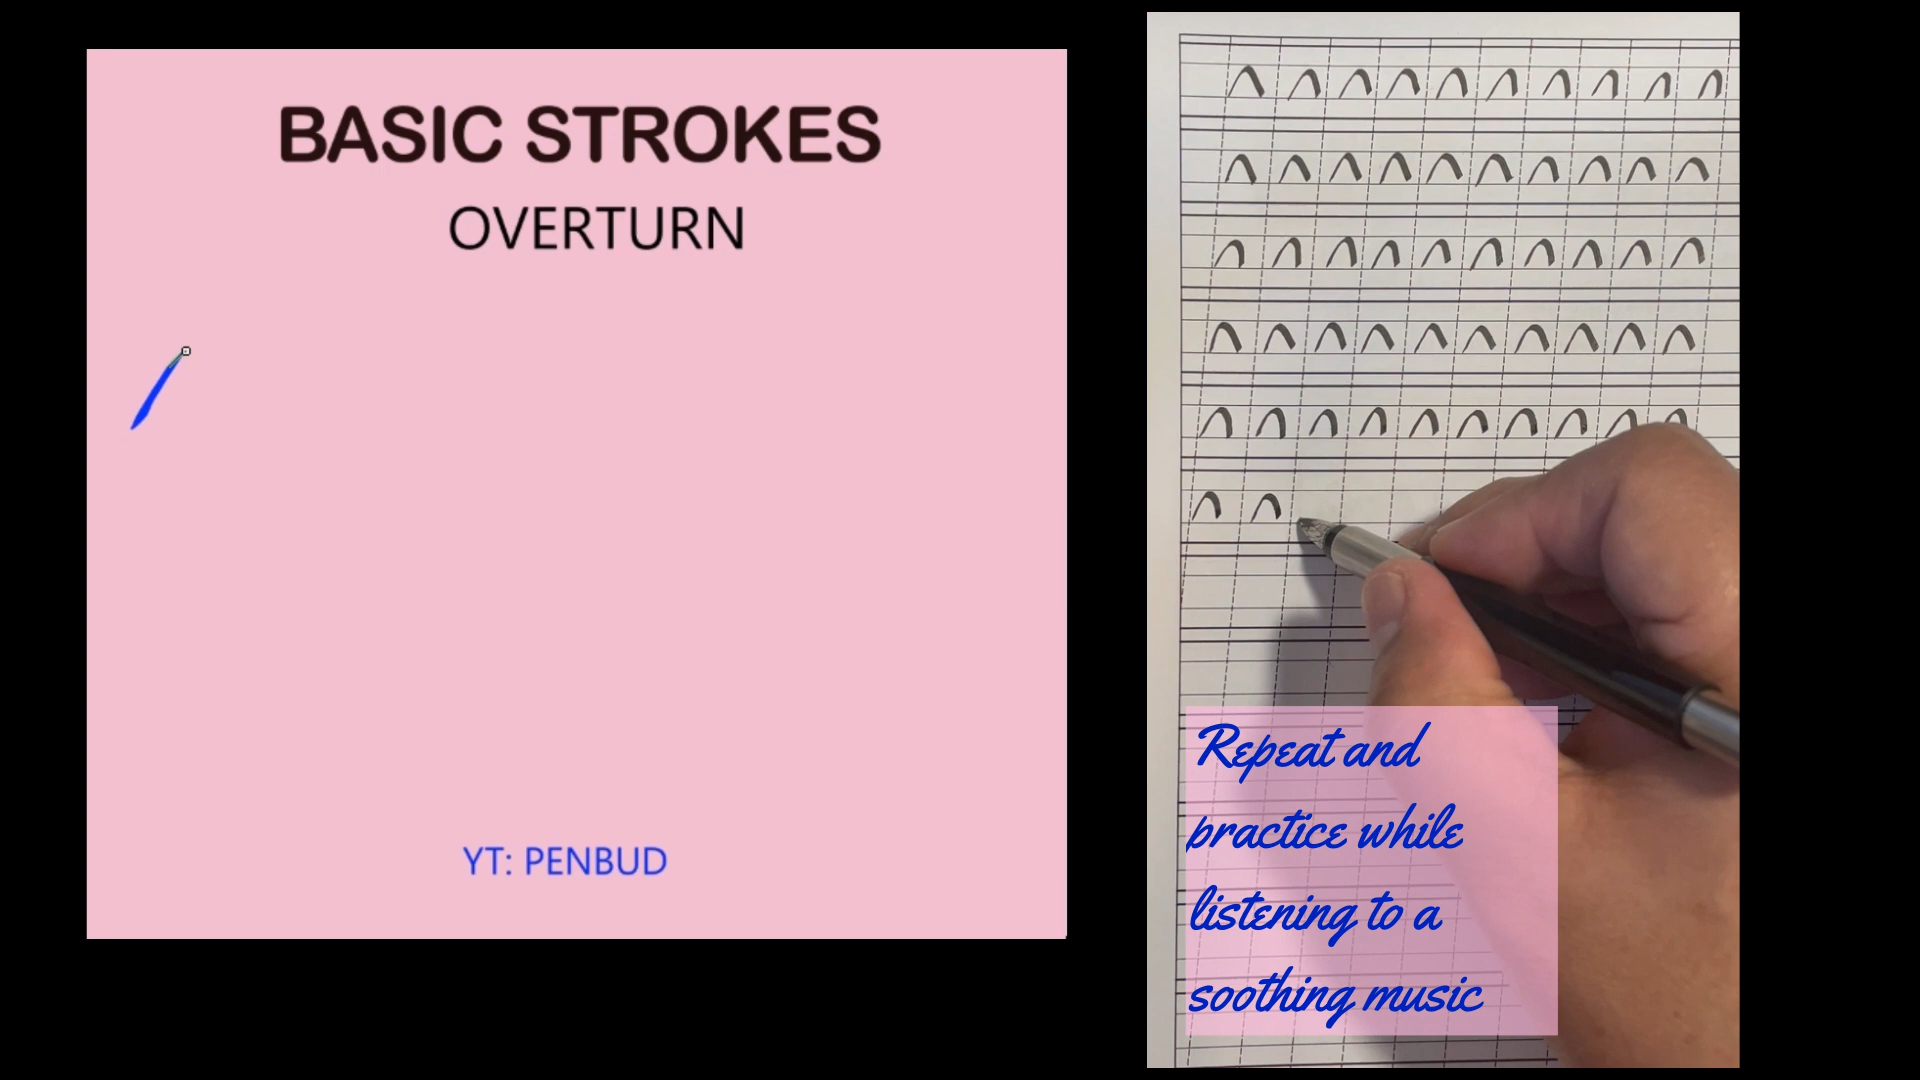 BASIC STROKES
OVERTURN
YT: PENBUD
Repeat and
practice while
listening to a
soothing music